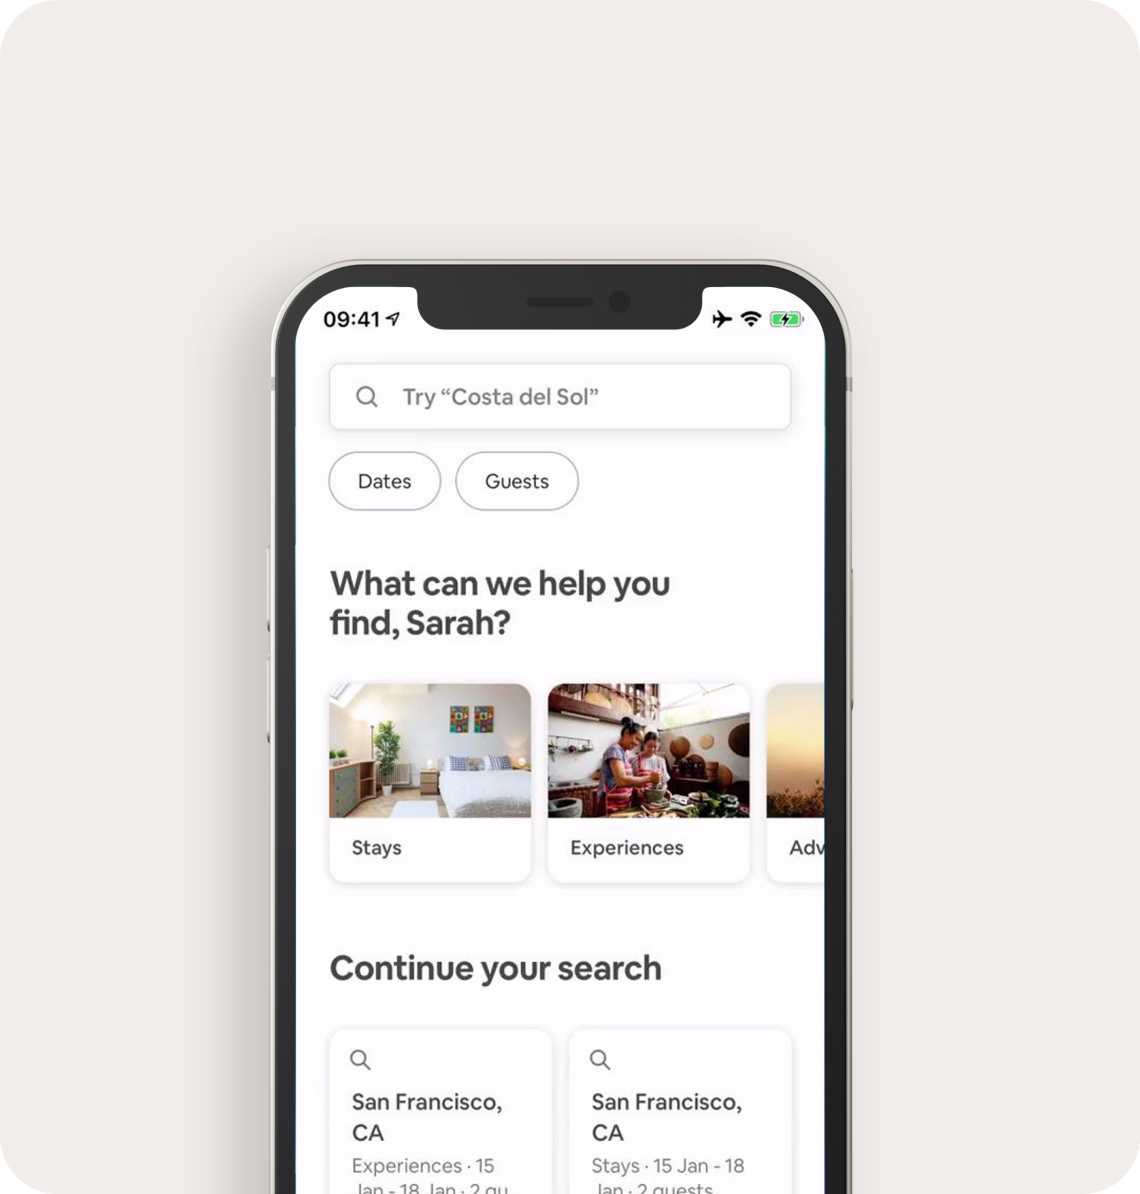 09:41
Try “Costa del Sol”
Dates
Guests
What can we help you
find, Sarah?
Stays
Experiences
Adv
Continue your search
San Francisco,
CA
Experiences · 15
Jan - 18 Jan · 2 gu
San Francisco,
CA
Stays · 15 Jan - 18
Jan · 2 guests